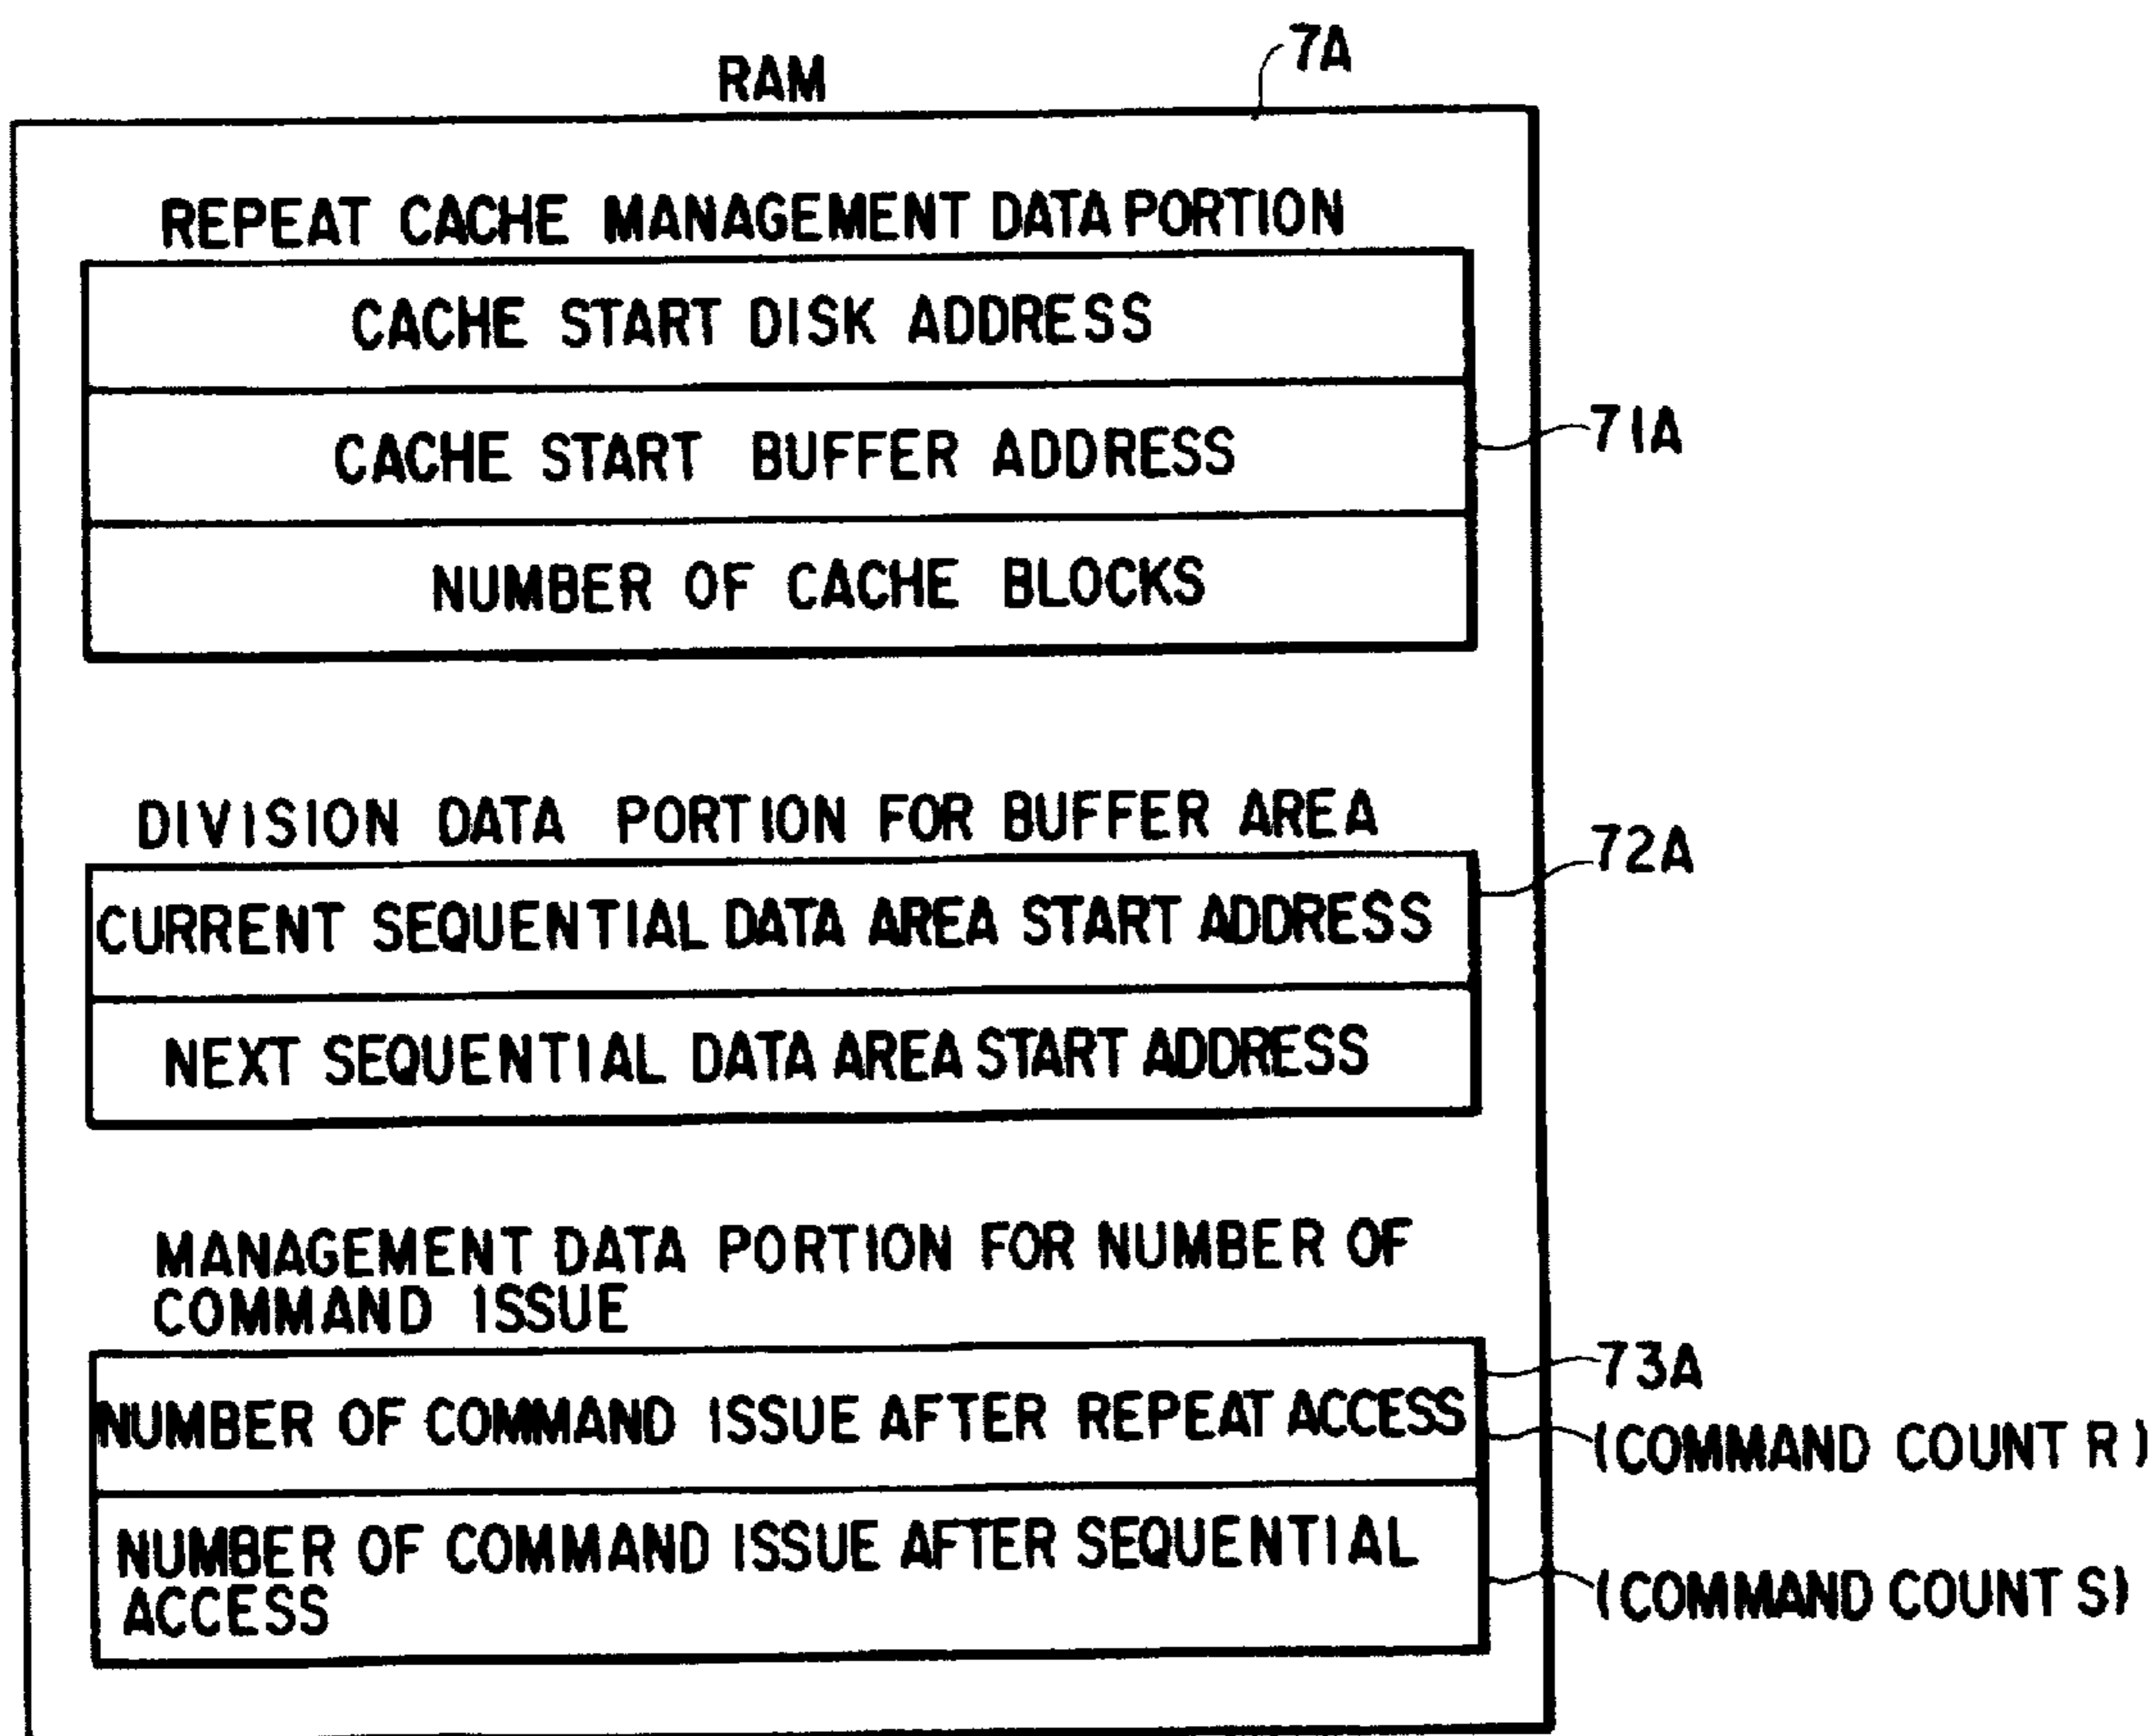 RAM
7A
REPEAT CACHE MANAGEMENT DATA PORTION
CACHE START DISK ADDRESS
CACHE START BUFFER ADDRESS
71A
NUMBER OF CACHE BLOCKS
DIVISION DATA PORTION FOR BUFFER AREA
72A
CURRENT SEQUENTIAL DATA AREA START ADDRESS
NEXT SEQUENTIAL DATA AREA START ADDRESS
MANAGEMENT DATA PORTION FOR NUMBER OF
COMMAND ISSUE
73A
NUMBER OF COMMAND ISSUE AFTER REPEAT ACCESS
(COMMAND COUNT R)
NUMBER OF COMMAND ISSUE AFTER SEQUENTIAL
ACCESS
(COMMAND COUNT S)